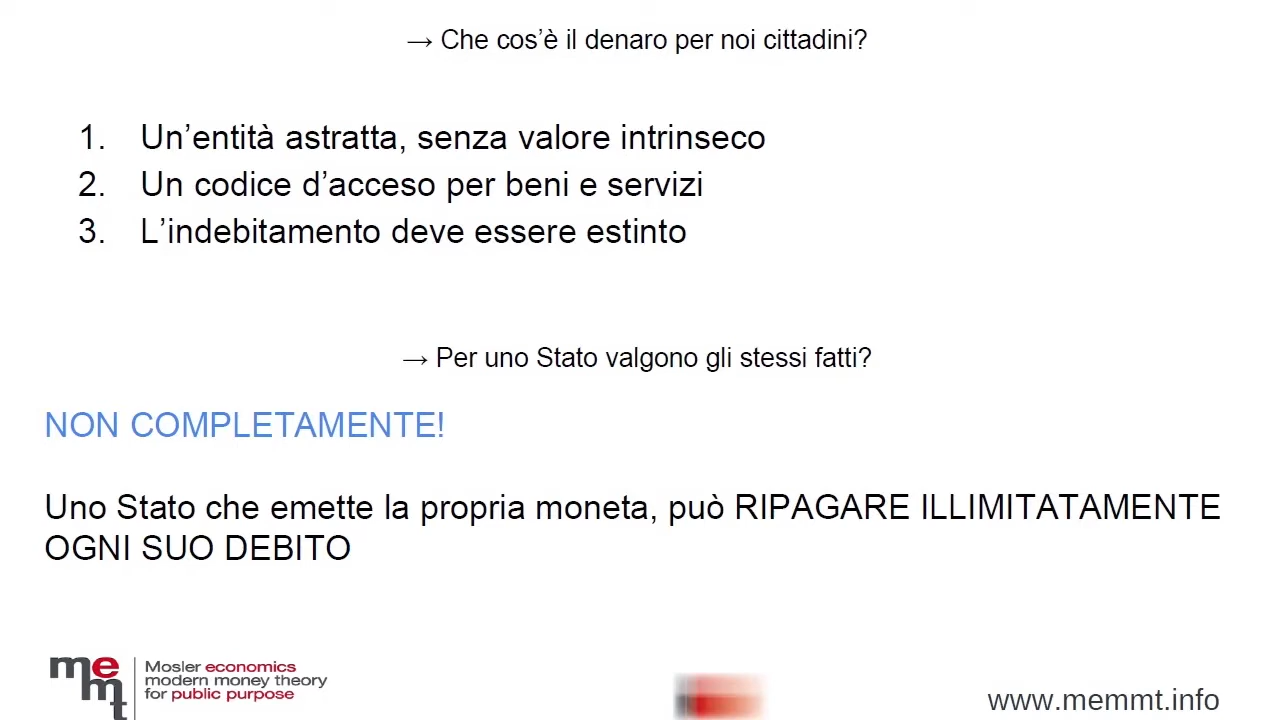 → Che cos’è il denaro per noi cittadini?
1. Un’entità astratta, senza valore intrinseco
2. Un codice d’acceso per beni e servizi
3. L’indebitamento deve essere estinto
→ Per uno Stato valgono gli stessi fatti?
NON COMPLETAMENTE!
Uno Stato che emette la propria moneta, può RIPAGARE ILLIMITATAMENTE
OGNI SUO DEBITO
memmt
Mosler economics
modern money theory
for public purpose
www.memmt.info